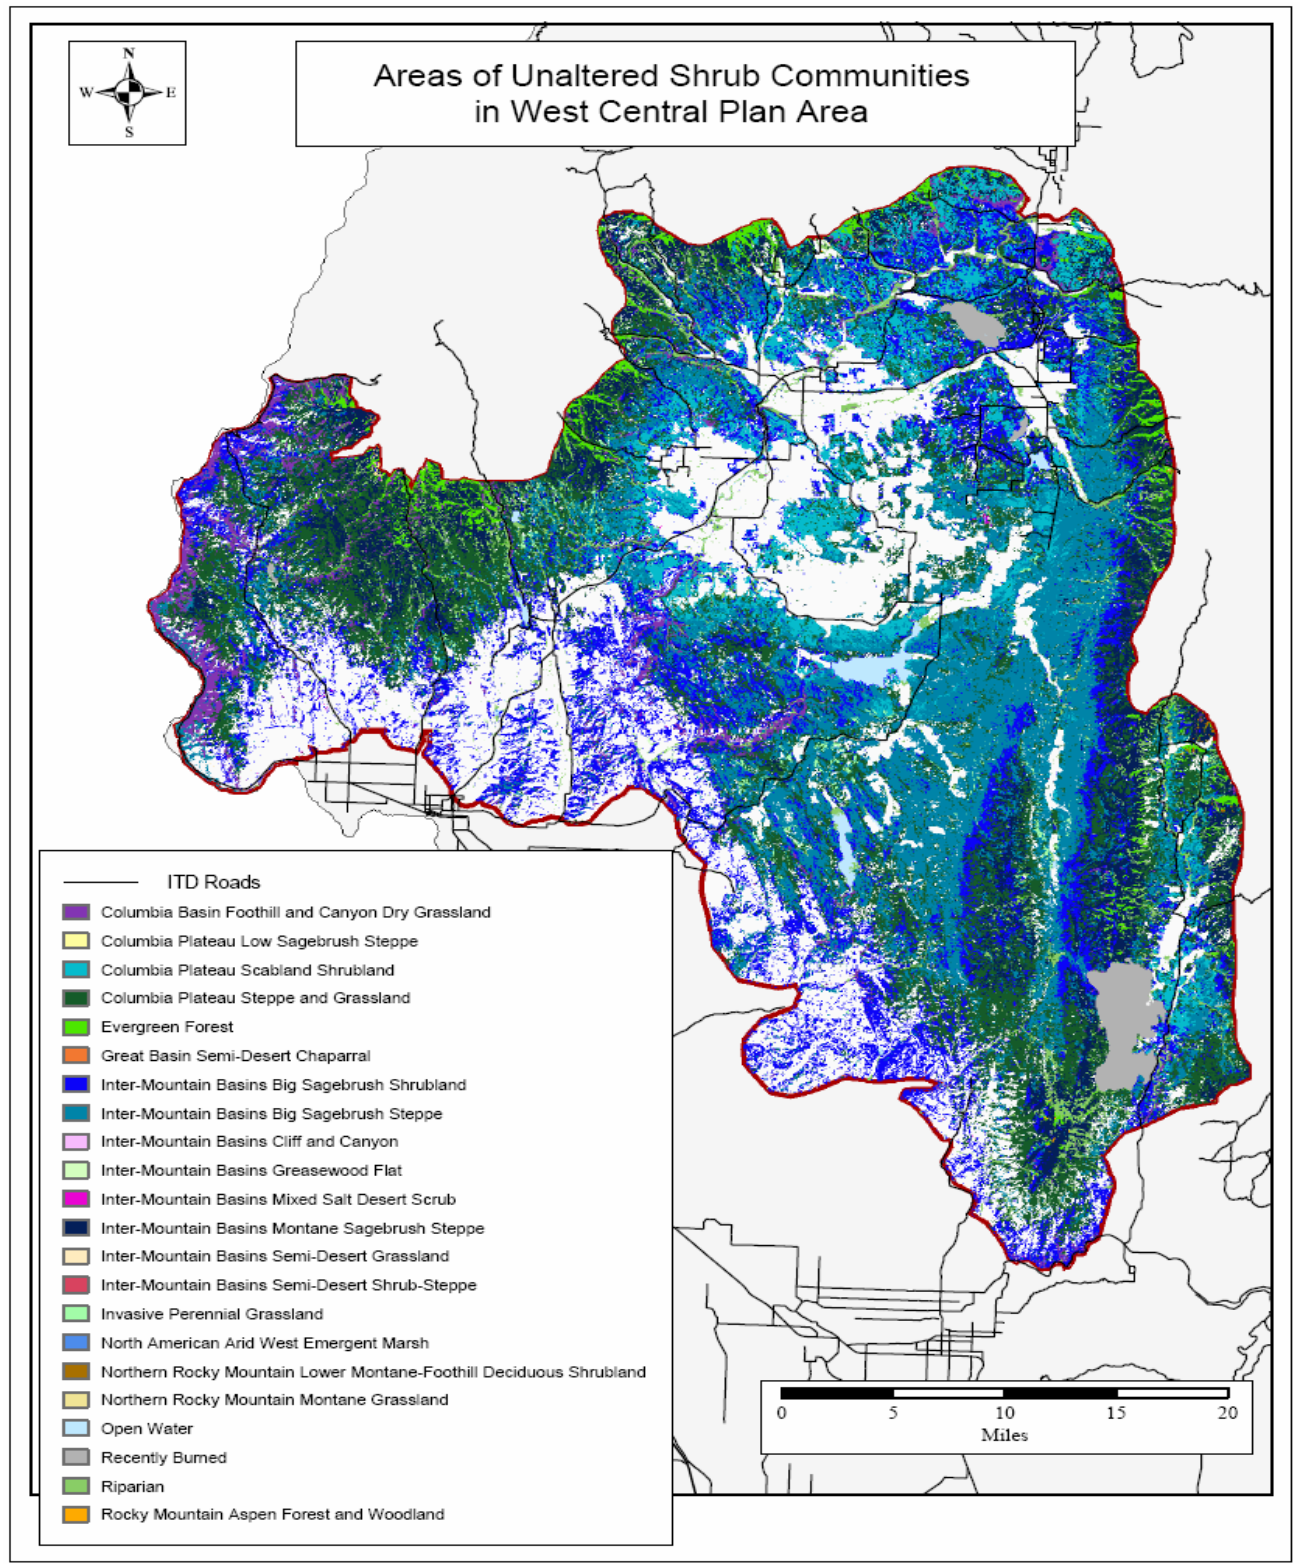 N
W E
S
Areas of Unaltered Shrub Communities
in West Central Plan Area
ITD Roads
Columbia Basin Foothill and Canyon Dry Grassland
Columbia Plateau Low Sagebrush Steppe
Columbia Plateau Scabland Shrubland
Columbia Plateau Steppe and Grassland
Evergreen Forest
Great Basin Semi-Desert Chaparral
Inter-Mountain Basins Big Sagebrush Shrubland
Inter-Mountain Basins Big Sagebrush Steppe
Inter-Mountain Basins Cliff and Canyon
Inter-Mountain Basins Greasewood Flat
Inter-Mountain Basins Mixed Salt Desert Scrub
Inter-Mountain Basins Montane Sagebrush Steppe
Inter-Mountain Basins Semi-Desert Grassland
Inter-Mountain Basins Semi-Desert Shrub-Steppe
Invasive Perennial Grassland
North American Arid West Emergent Marsh
Northern Rocky Mountain Lower Montane-Foothill Deciduous Shrubland
Northern Rocky Mountain Montane Grassland
Open Water
Recently Burned
Riparian
Rocky Mountain Aspen Forest and Woodland
0 5 10 15 20
Miles